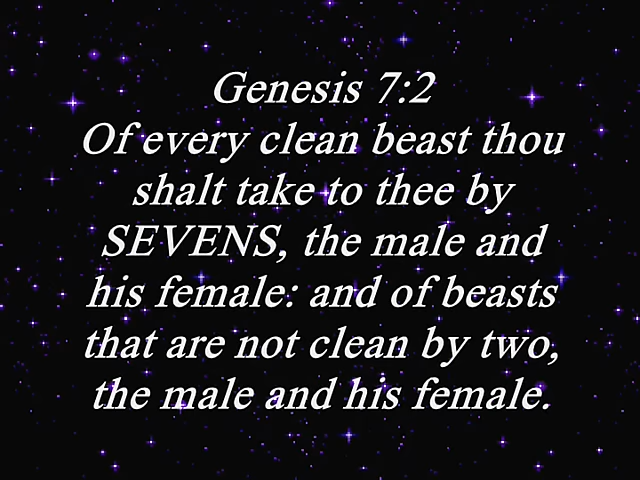 Genesis 7:2
Of every clean beast thou
shalt take to thee by
SEVENS, the male and
his female: and of beasts
that are not clean by two,
the male and his female.